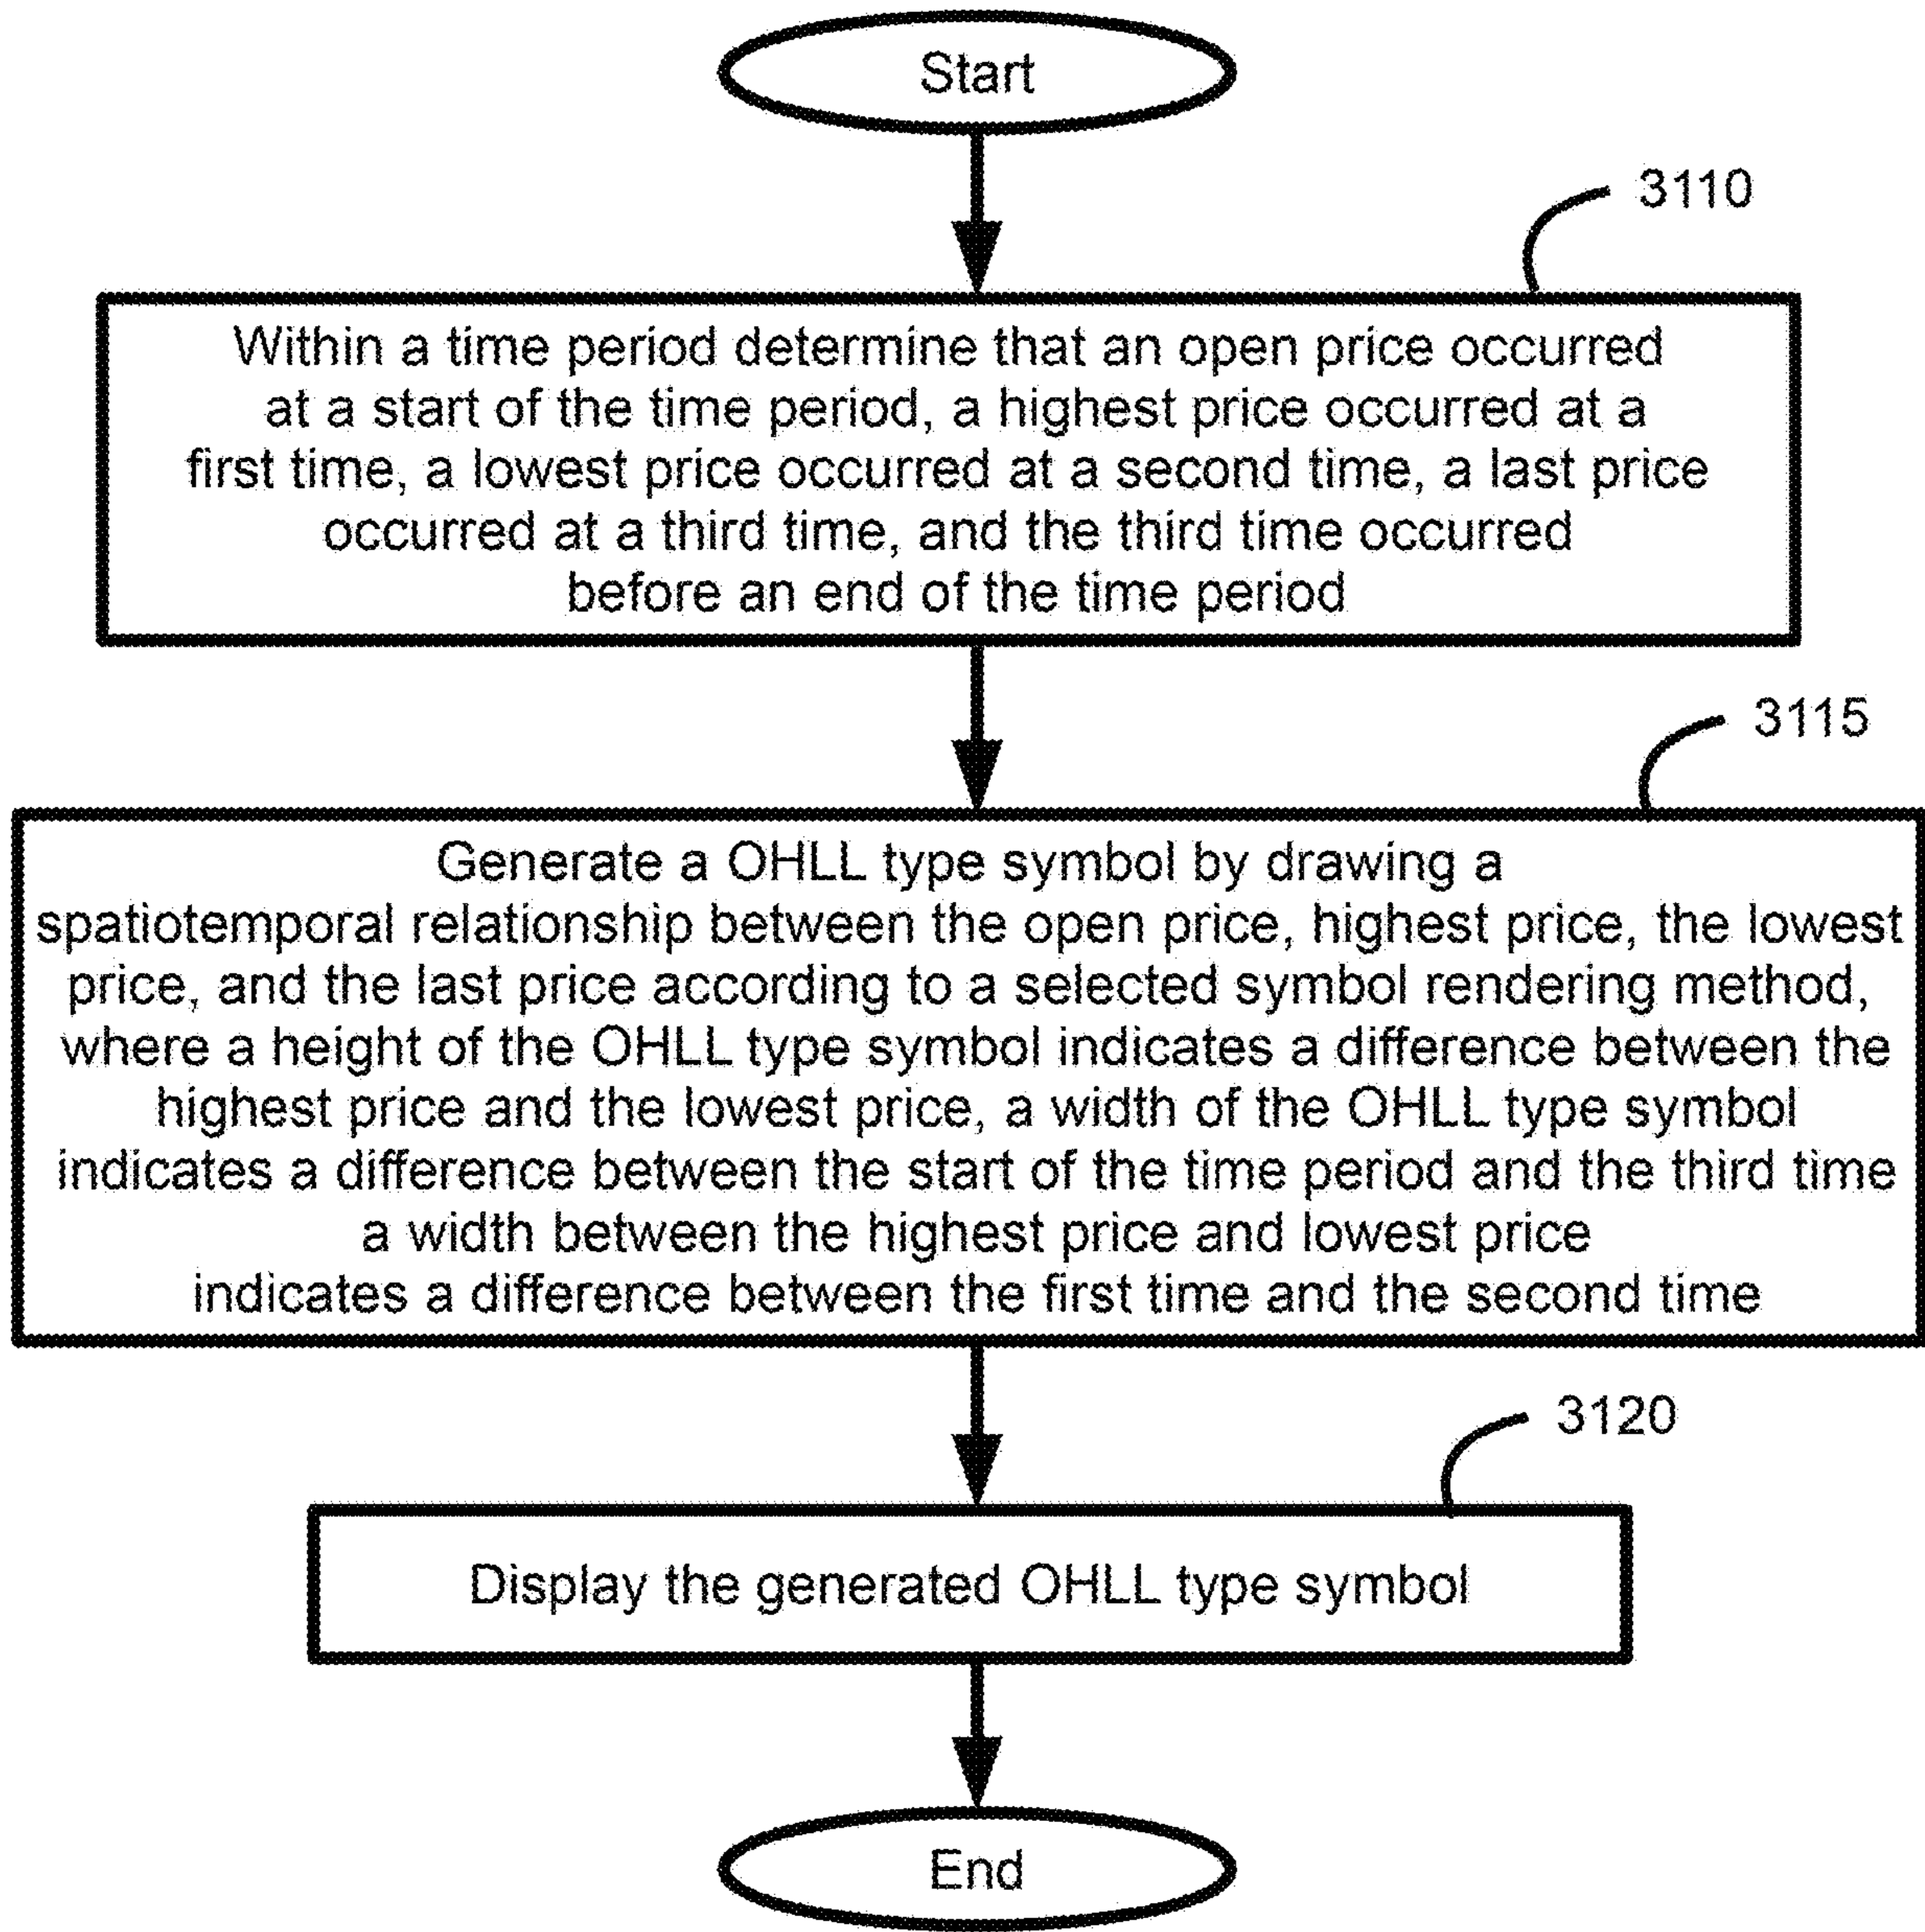 Start
3110
Within a time period determine that an open price occurred
at a start of the time period, a highest price occurred at a
first time, a lowest price occurred at a second time, a last price
occurred at a third time, and the third time occurred
before an end of the time period
3115
Generate a OHLL type symbol by drawing a
spatiotemporal relationship between the open price, highest price, the lowest
price, and the last price according to a selected symbol rendering method,
where a height of the OHLL type symbol indicates a difference between the
highest price and the lowest price, a width of the OHLL type symbol
indicates a difference between the start of the time period and the third time
a width between the highest price and lowest price
indicates a difference between the first time and the second time
3120
Display the generated OHLL type symbol
End